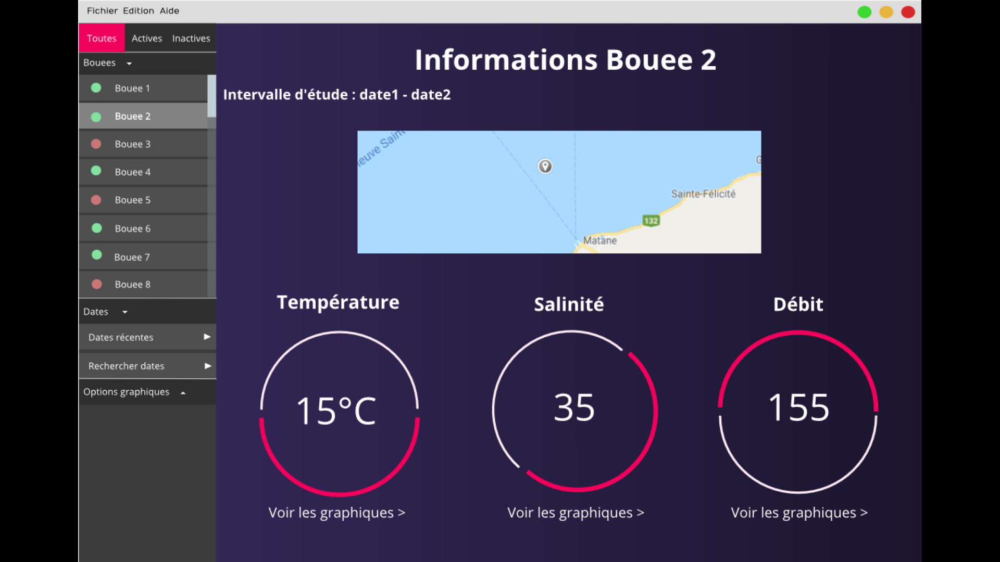 Fichier Edition Aide
Toutes Actives Inactives
Bouees
Bouee 1
Bouee 2
Bouee 3
Bouee 4
Bouee 5
Bouee 6
Bouee 7
Bouee 8
Dates
Dates récentes
Rechercher dates
Options graphiques
Informations Bouee 2
Intervalle d'étude : date1 - date2
leuve Saint
G
Sainte-Félicité
132
Matane
Température Salinité Débit
15°C 35 155
Voir les graphiques > Voir les graphiques > Voir les graphiques >